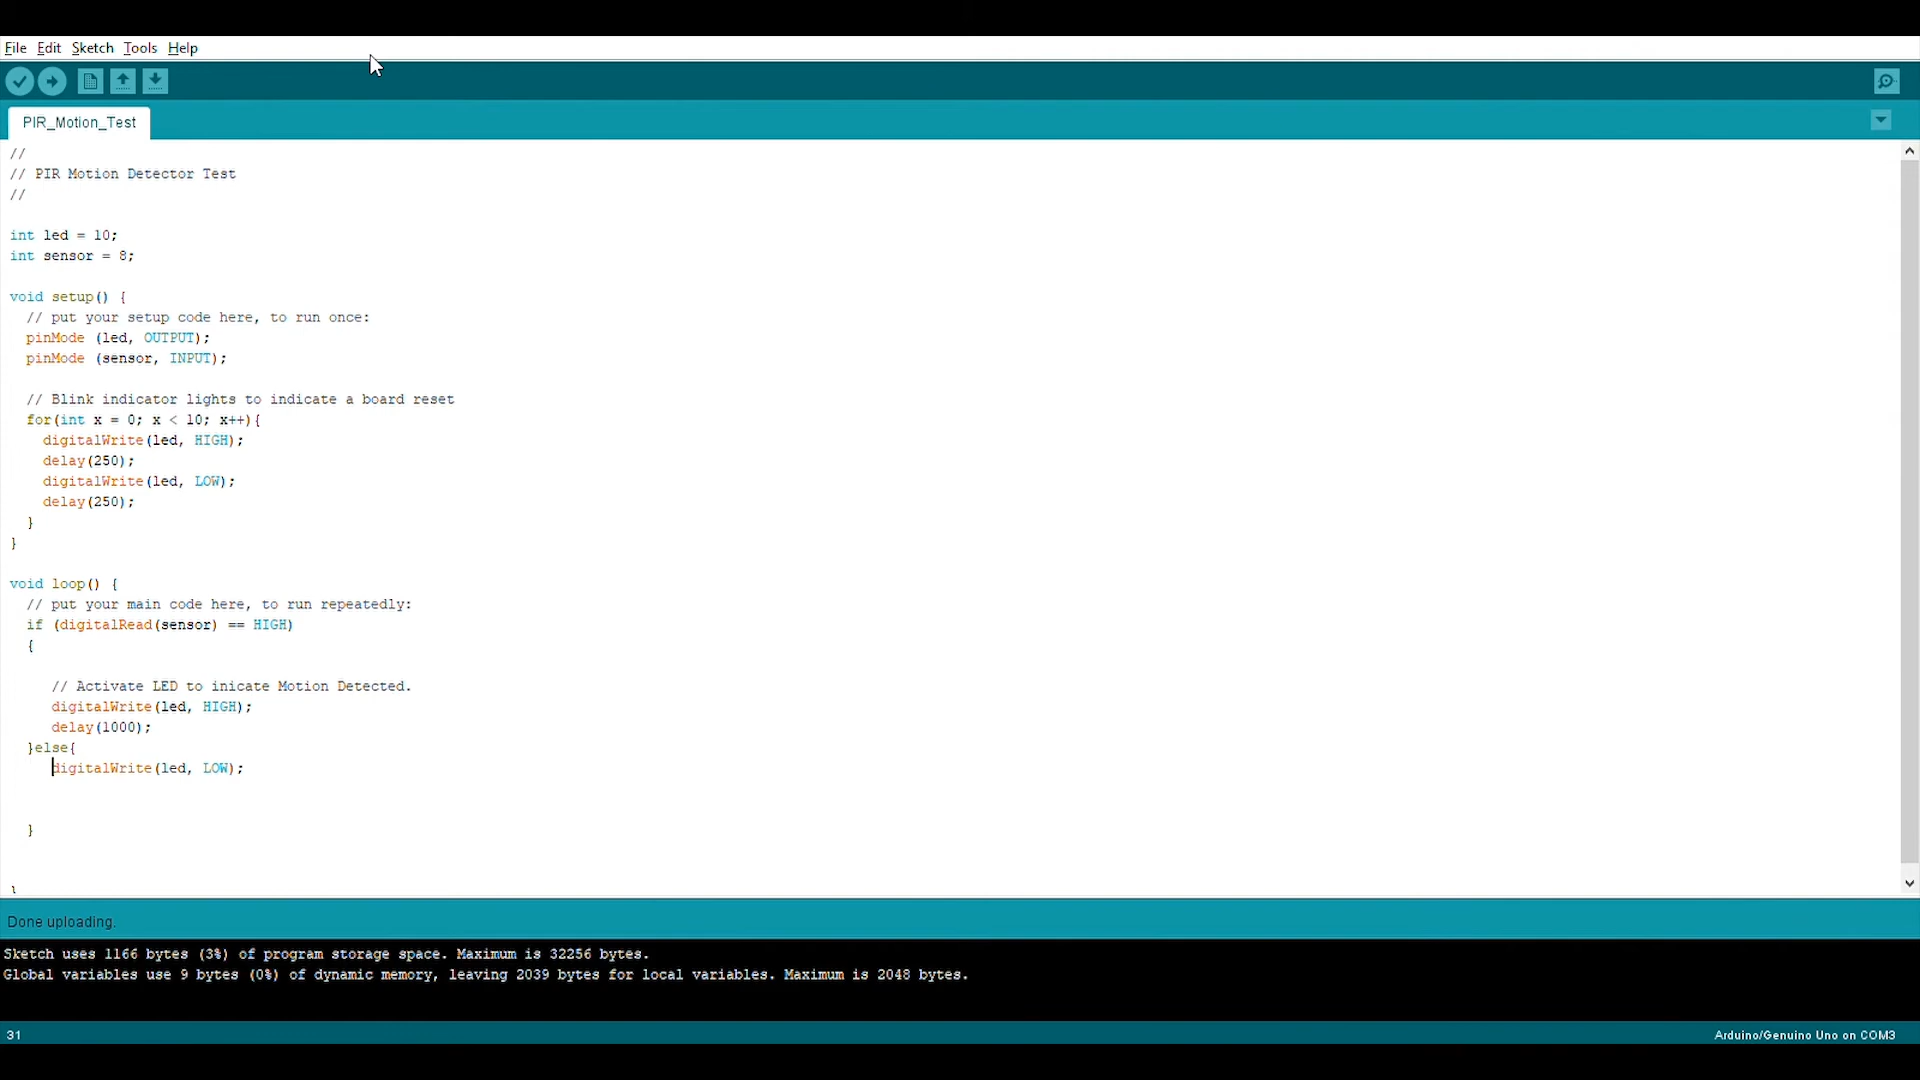 File Edit Sketch Tools Help
PIR_Motion_Test
//
// PIR Motion Detector Test
//
int led = 10;
int sensor = 8;
void setup() {
// put your setup code here, to run once:
pinMode (led, OUTPUT);
pinMode (sensor, INPUT);
// Blink indicator lights to indicate a board reset
for(int x = 0; x < 10; x++){
digitalWrite(led, HIGH);
delay(250);
digitalWrite(led, LOW);
delay(250);
}
}
void loop() {
// put your main code here, to run repeatedly:
if (digitalRead(sensor) == HIGH)
{
// Activate LED to inicate Motion Detected.
digitalWrite(led, HIGH);
delay(1000);
}else{
digitalWrite(led, LOW);
}
}
Done uploading.
Sketch uses 1166 bytes (3%) of program storage space. Maximum is 32256 bytes.
Global variables use 9 bytes (0%) of dynamic memory, leaving 2039 bytes for local variables. Maximum is 2048 bytes.
31 Arduino/Genuino Uno on COM3